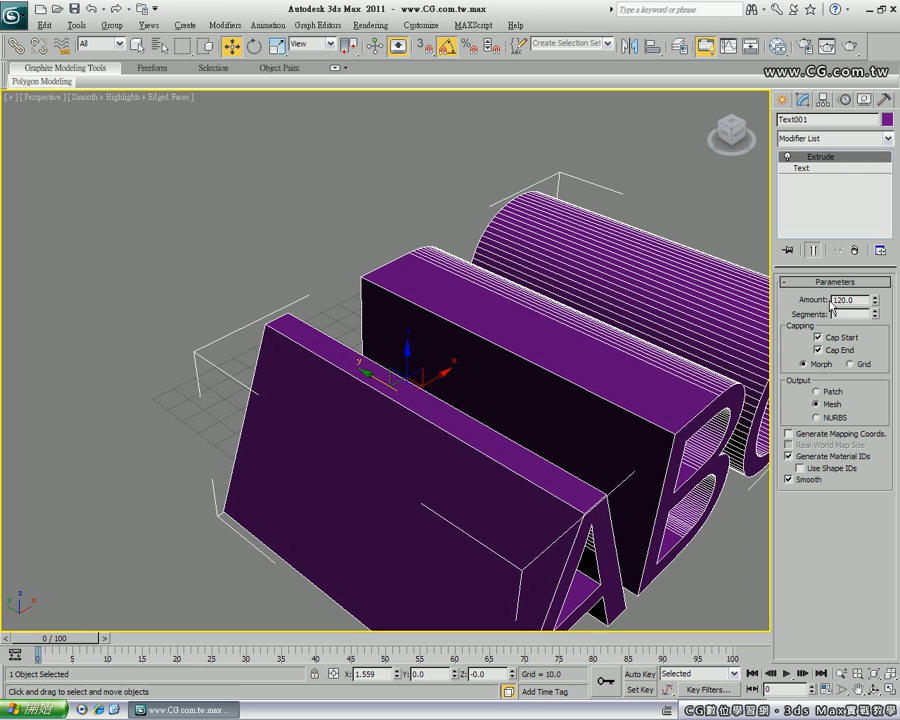 Autodesk 3ds Max 2011 - www.CG.com.tw.max
Type a keyword or phrase
Edit Tools Group Views Create Modifiers Animation Graph Editors Rendering Customize MAXScript Help
All View Create Selection Set
Graphite Modeling Tools Freeform Selection Object Paint
www.CG.com.tw
Polygon Modeling
[ + ] [ Perspective ] [ Smooth + Highlights + Edged Faces ]
Text001
Modifier List
Extrude
Text
Parameters
Amount: 120.0
Segments:
Capping
Cap Start
Cap End
Morph Grid
Output
Patch
Mesh
NURBS
Generate Mapping Coords.
Real-World Map Size
Generate Material IDs
Use Shape IDs
Smooth
z
x
y
z
x
0 / 100
0 5 10 15 20 25 30 35 40 45 50 55 60 65 70 75 80 85 90 95 100
1 Object Selected X: 1.559 Y: 0.0 Z: -0.0 Grid = 10.0 Auto Key Selected
Click and drag to select and move objects Add Time Tag Set Key Key Filters... 0
開始 www.CG.com.tw.max ... CG數位學習網・3ds Max實戰教學